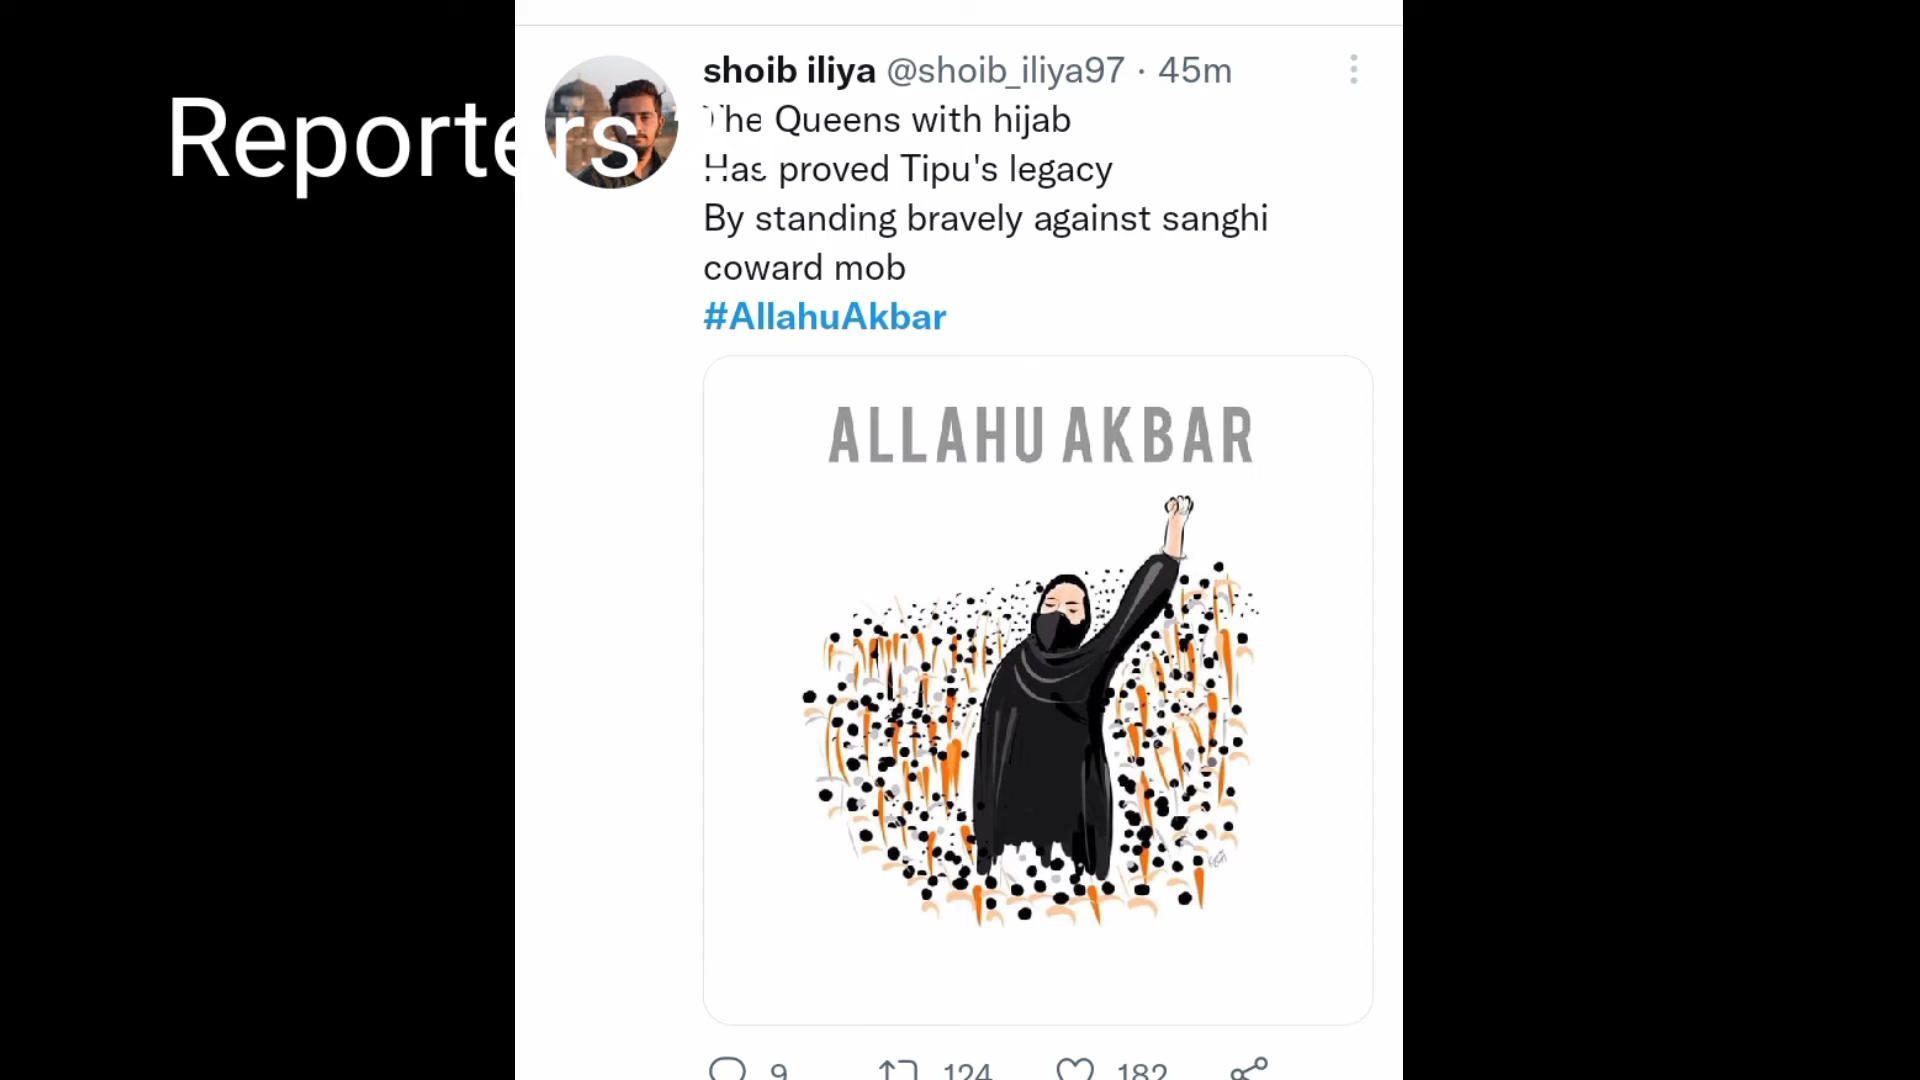 Reporters
shoib iliya @shoib_iliya97 · 45m
The Queens with hijab
Has proved Tipu's legacy
By standing bravely against sanghi
coward mob
#AllahuAkbar
ALLAHU AKBAR
9 124 182